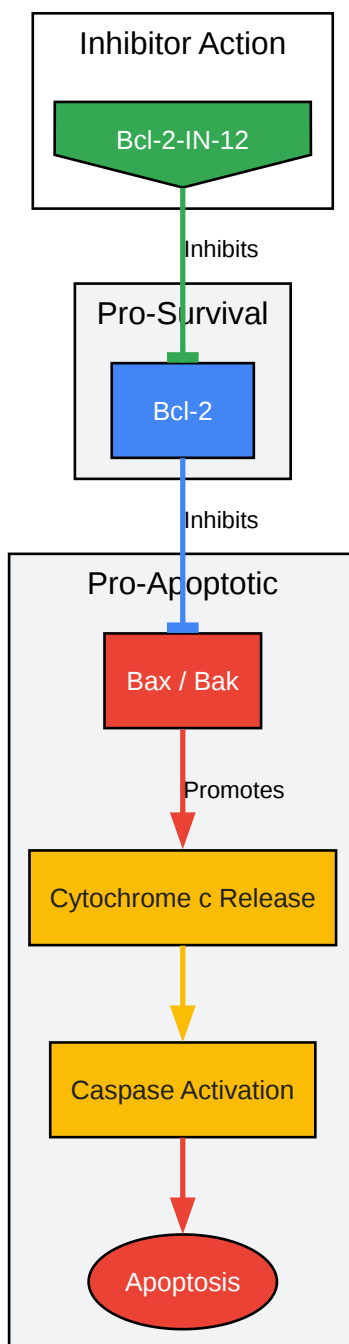 Inhibitor Action
Bcl-2-IN-12
Inhibits
Pro-Survival
Bcl-2
Inhibits
Pro-Apoptotic
Bax / Bak
Promotes
Cytochrome c Release
Caspase Activation
Apoptosis